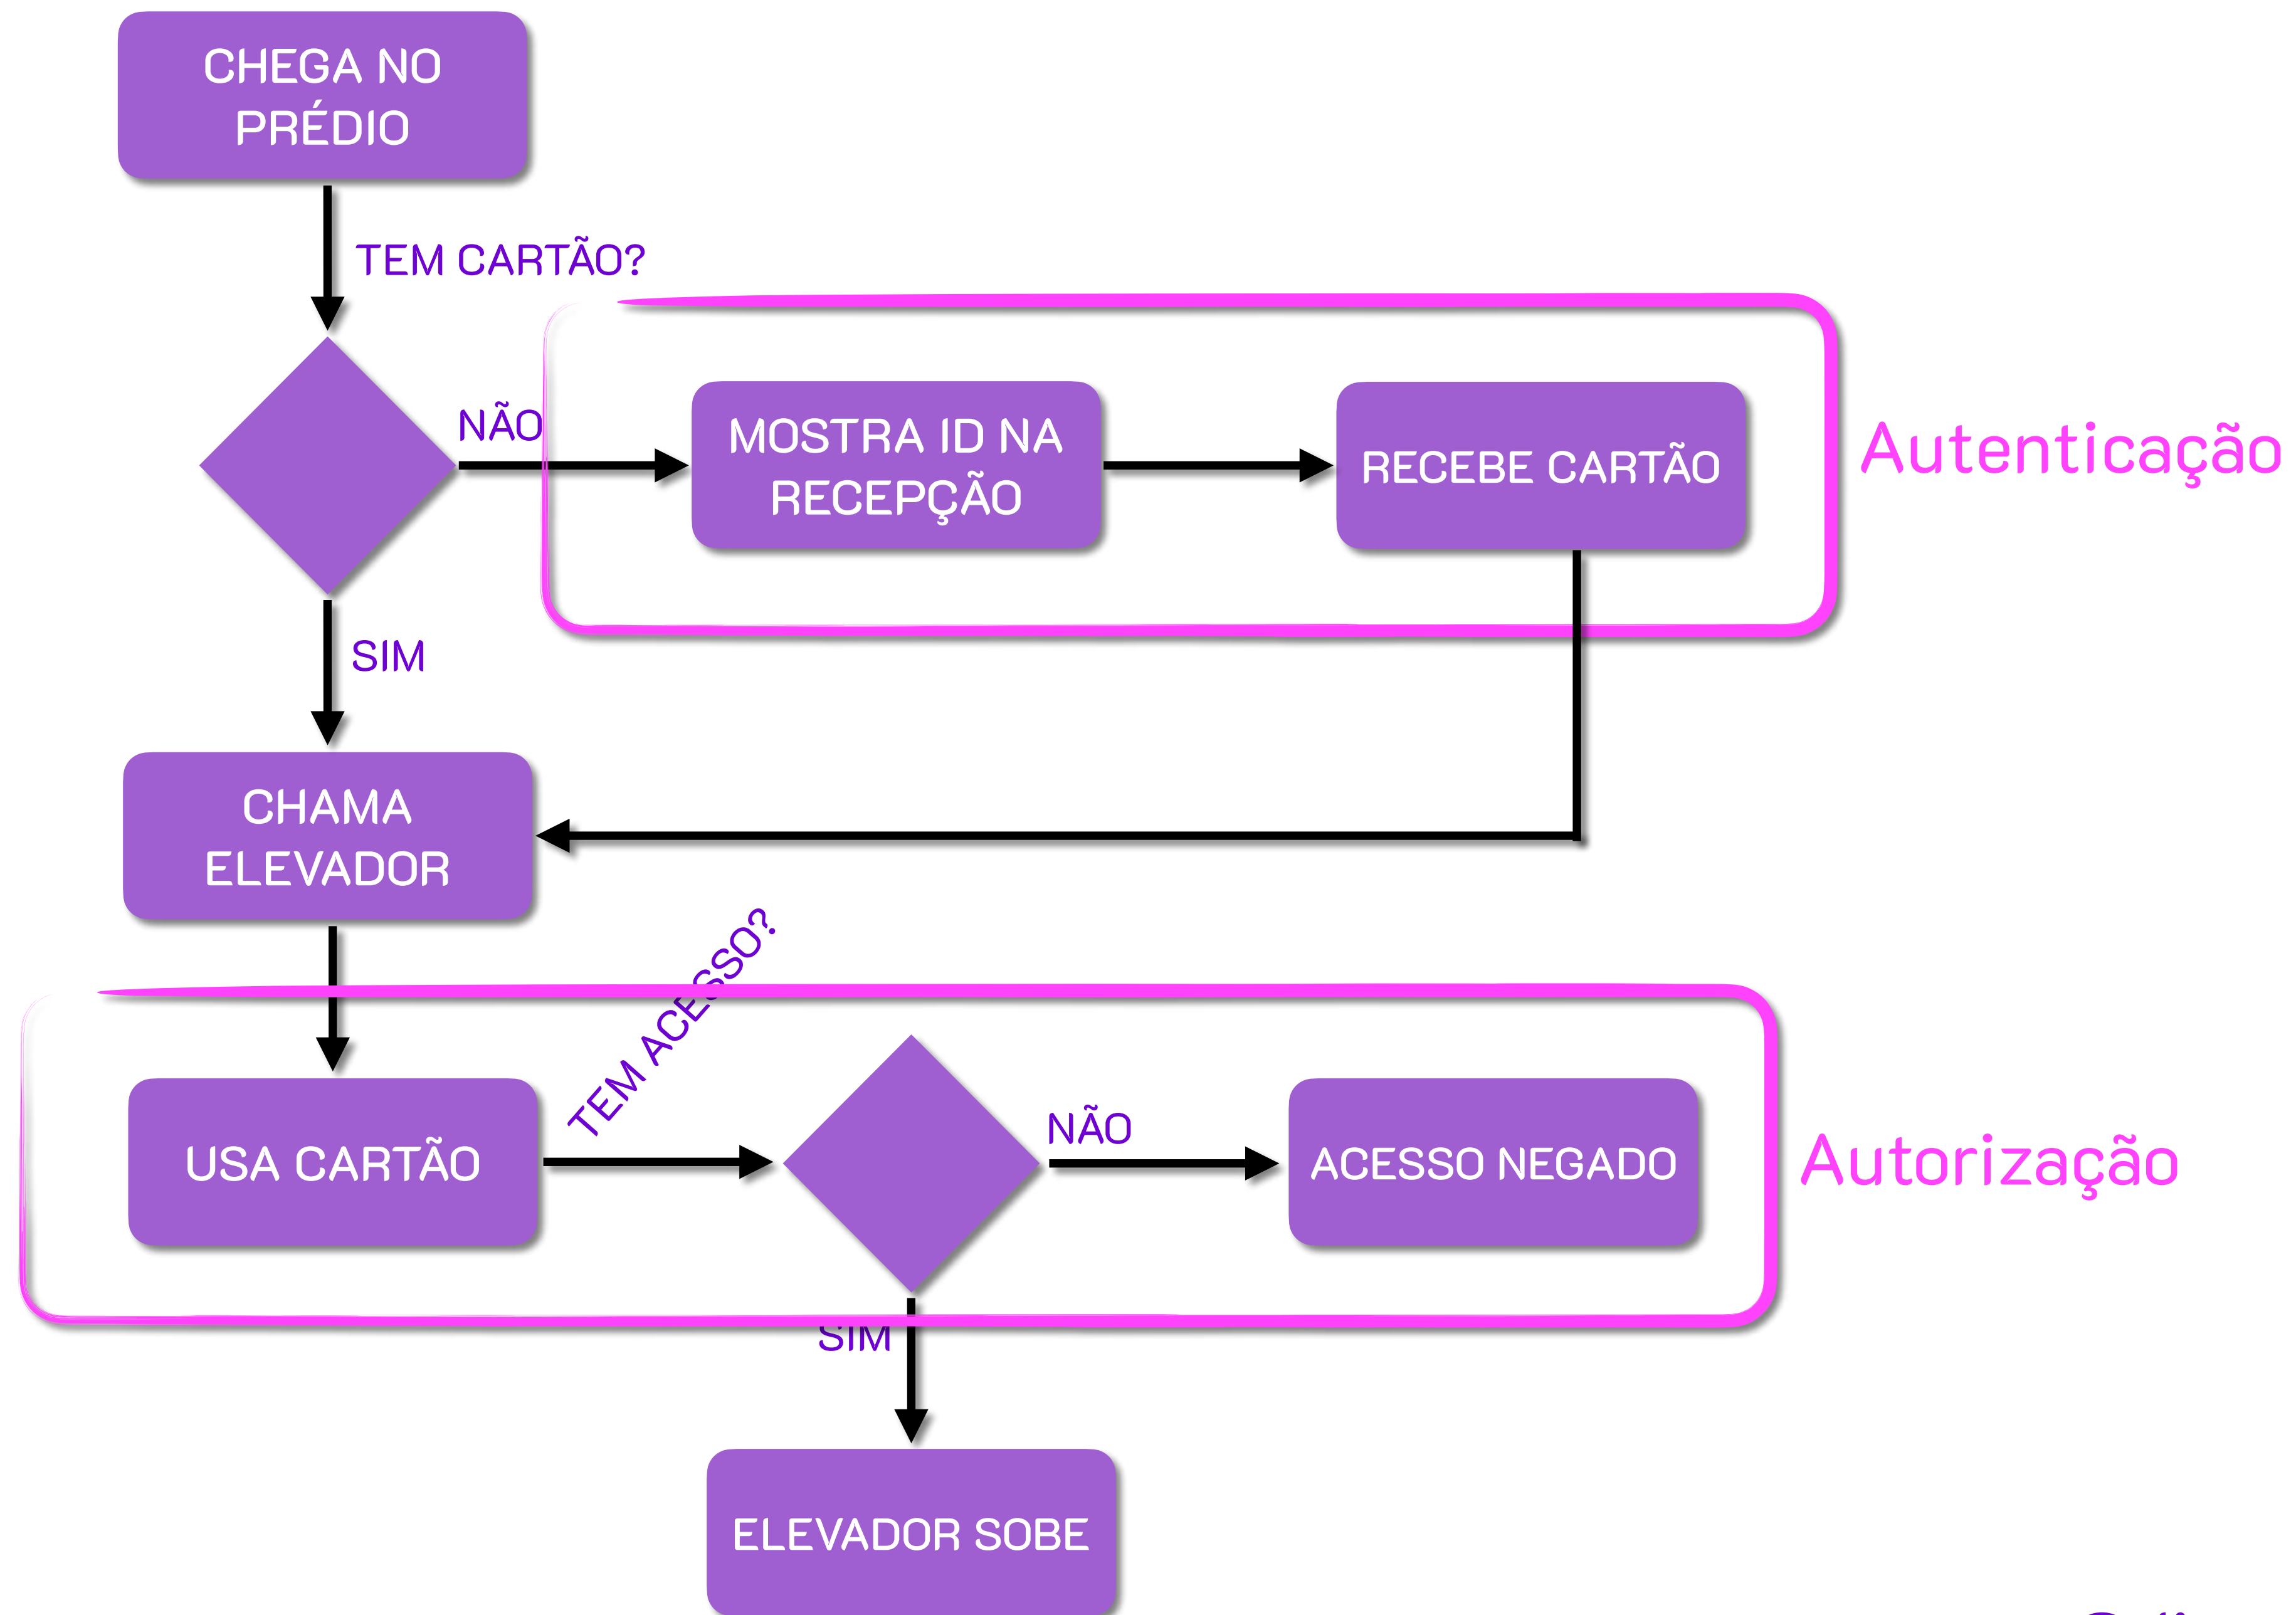 CHEGA NO
PRÉDIO
TEM CARTÃO?
NÃO
MOSTRA ID NA
RECEPÇÃO
RECEBE CARTÃO
Autenticação
SIM
CHAMA
ELEVADOR
TEM ACESSO?
USA CARTÃO
NÃO
ACESSO NEGADO
Autorização
SIM
ELEVADOR SOBE